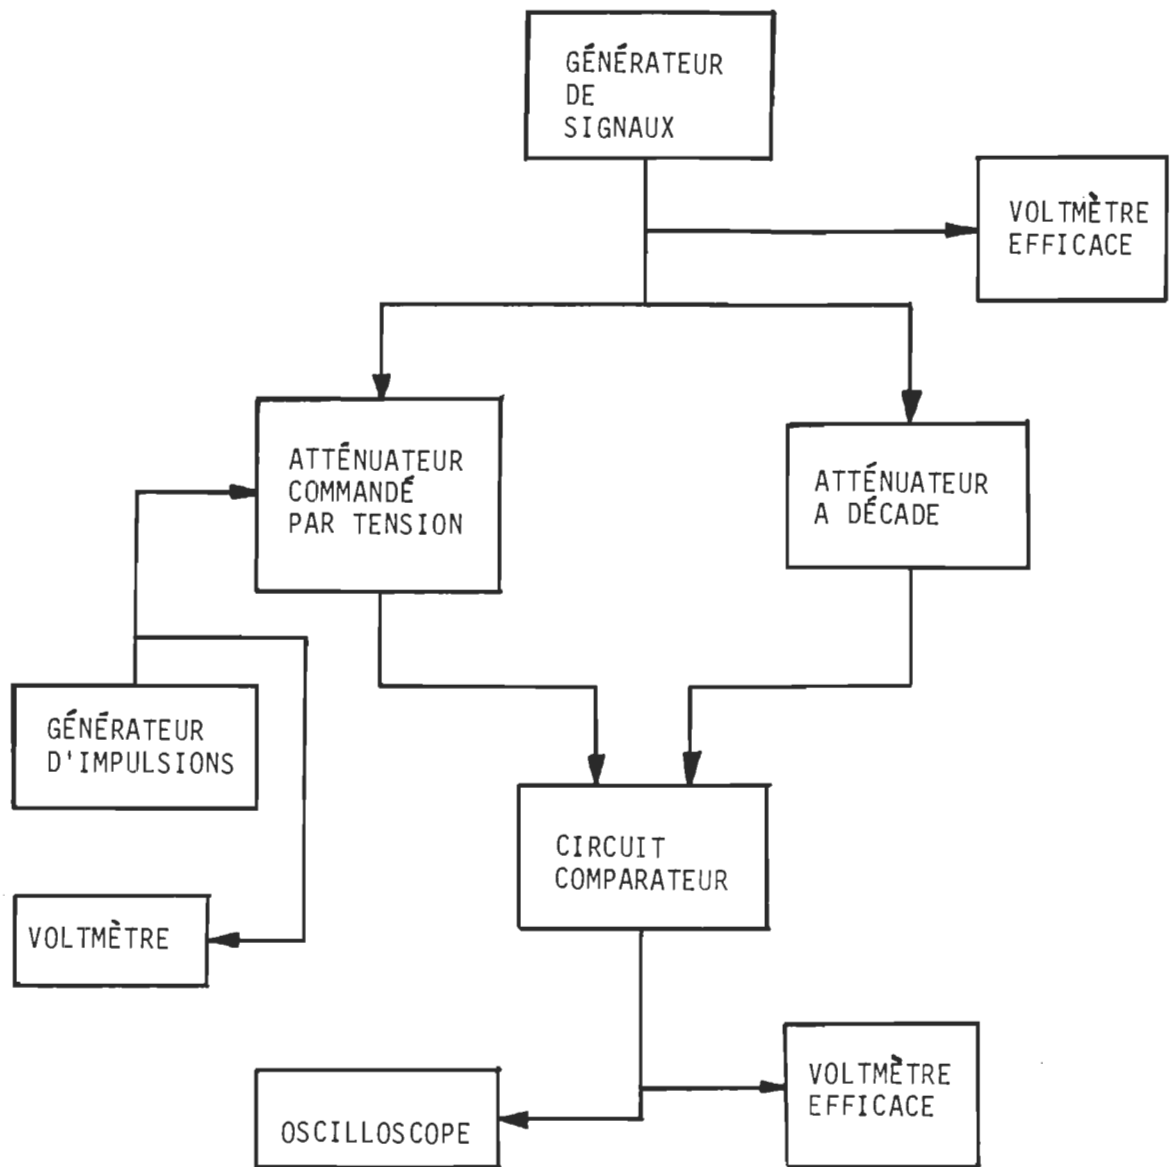 GÉNÉRATEUR
DE
SIGNAUX
VOLTMÈTRE
EFFICACE
ATTÉNUATEUR
COMMANDÉ
PAR TENSION
ATTÉNUATEUR
A DÉCADE
GÉNÉRATEUR
D'IMPULSIONS
CIRCUIT
COMPARATEUR
VOLTMÈTRE
VOLTMÈTRE
EFFICACE
OSCILLOSCOPE